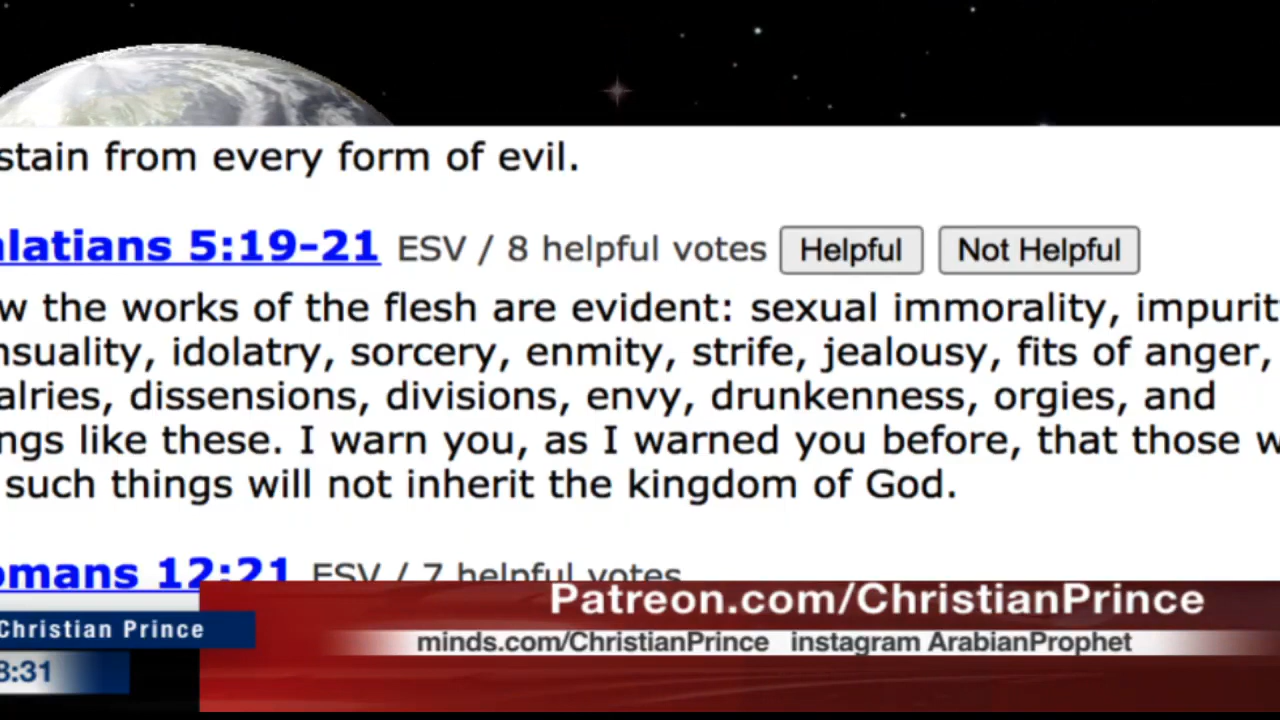 stain from every form of evil.
alatians 5:19-21 ESV / 8 helpful votes Helpful Not Helpful
w the works of the flesh are evident: sexual immorality, impurit
nsuality, idolatry, sorcery, enmity, strife, jealousy, fits of anger,
alries, dissensions, divisions, envy, drunkenness, orgies, and
ngs like these. I warn you, as I warned you before, that those w
such things will not inherit the kingdom of God.
omans 12:21 ESV / 7 helpful votes
Patreon.com/ChristianPrince
Christian Prince
minds.com/ChristianPrince instagram ArabianProphet
8:31